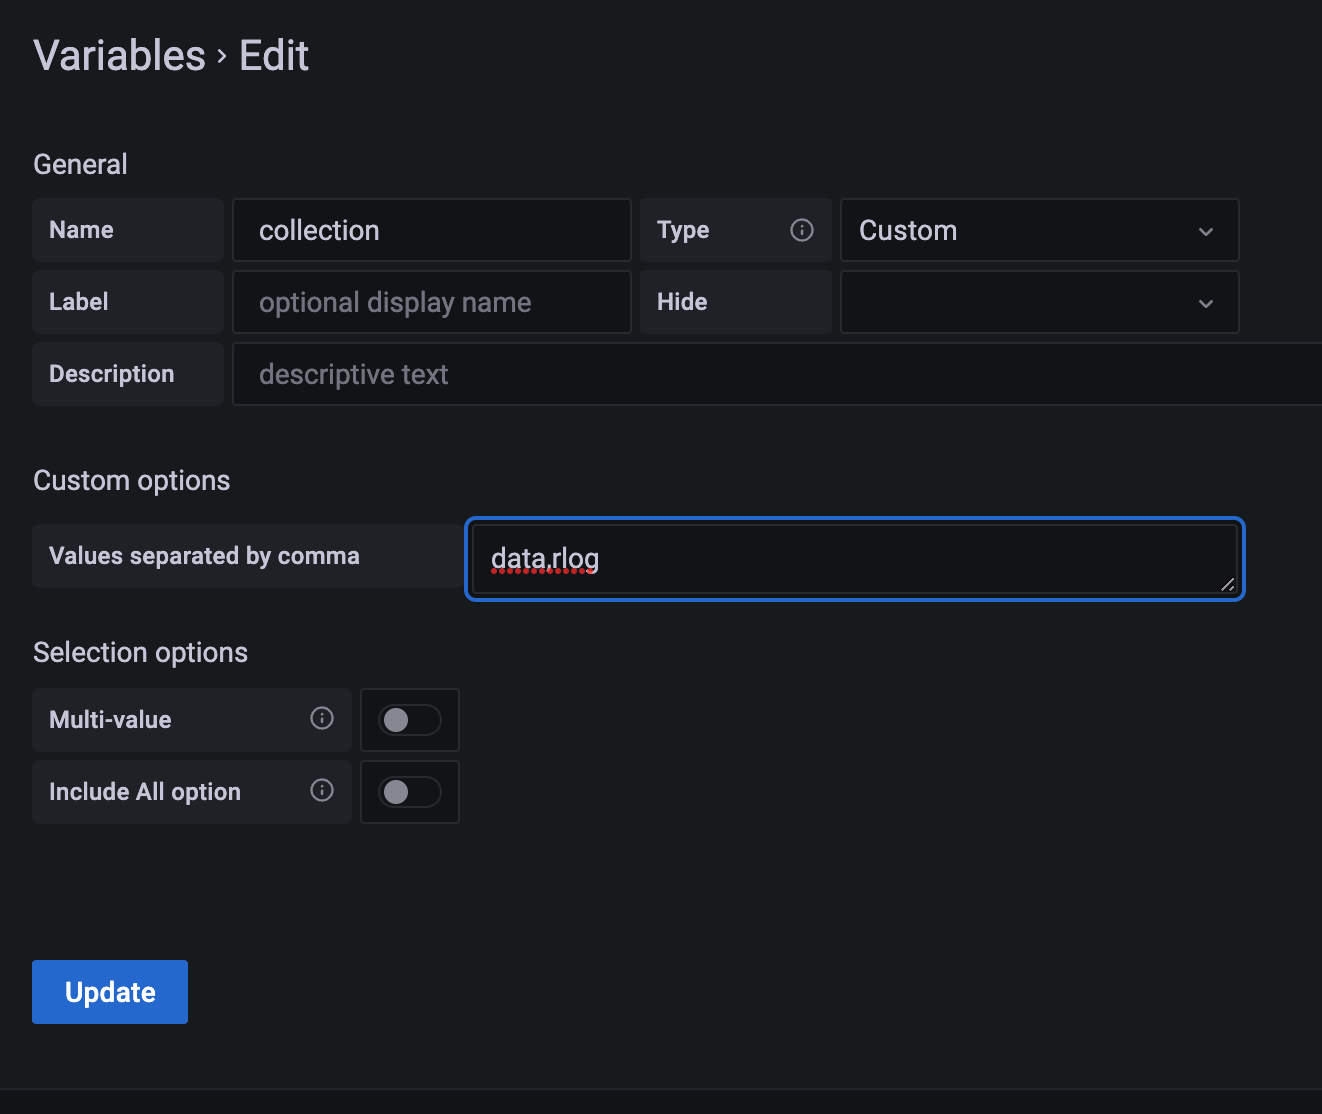 Variables › Edit
General
Name collection Type Custom
Label optional display name Hide
Description descriptive text
Custom options
Values separated by comma data,rlog
Selection options
Multi-value
Include All option
Update